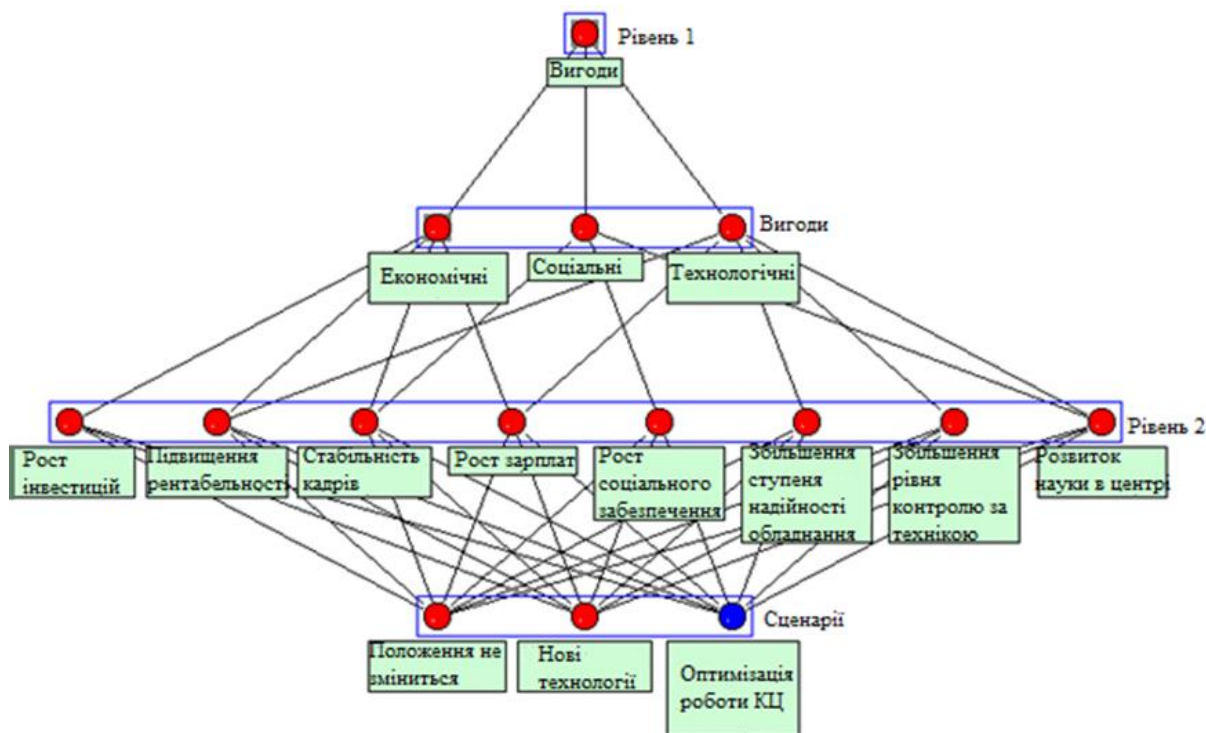 Рівень 1
Вигоди
Вигоди
Економічні
Соціальні
Технологічні
Рівень 2
Рост
інвестицій
Підвищення
рентабельності
Стабільність
кадрів
Рост зарплат
Рост
соціального
забезпечення
Збільшення
ступеня
надійності
обладнання
Збільшення
рівня
контролю за
технікою
Розвиток
науки в центрі
Сценарії
Положення не
зміниться
Нові
технології
Оптимізація
роботи КЦ